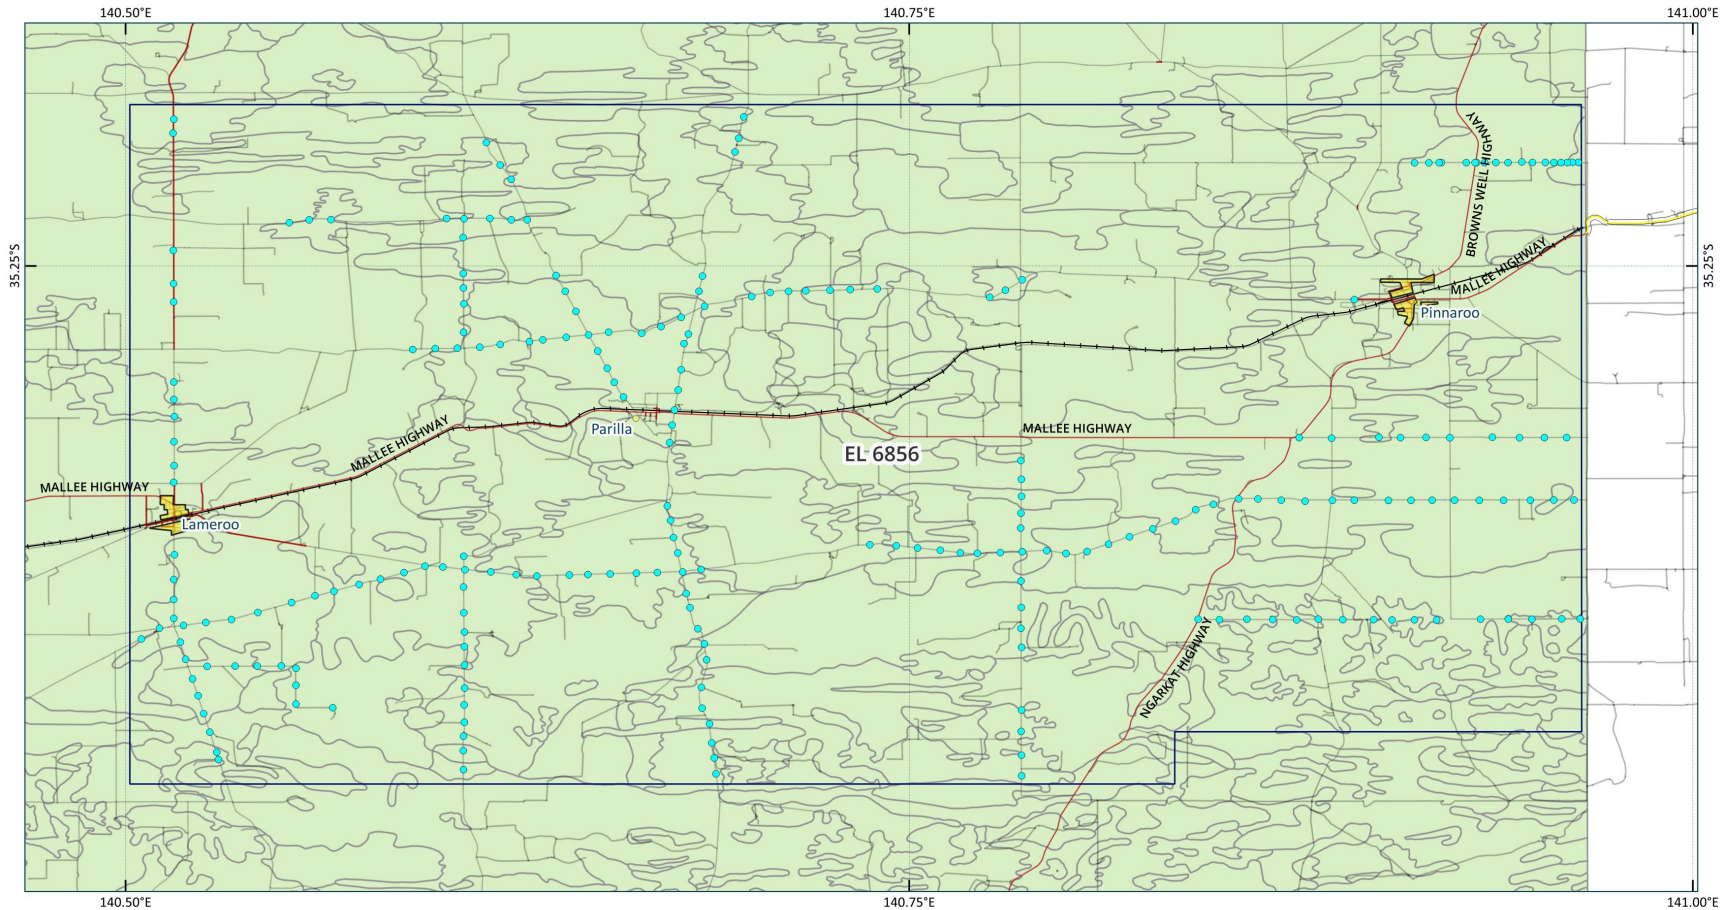 140.50°E
140.75°E
141.00°E
BROWNS WELL HIGHWAY
35.25°S
35.25°S
MALLEE HIGHWAY
Pinnaroo
MALLEE HIGHWAY
Parilla
MALLEE HIGHWAY
EL 6856
MALLEE HIGHWAY
Lameroo
NGARKAT HIGHWAY
140.50°E
140.75°E
141.00°E